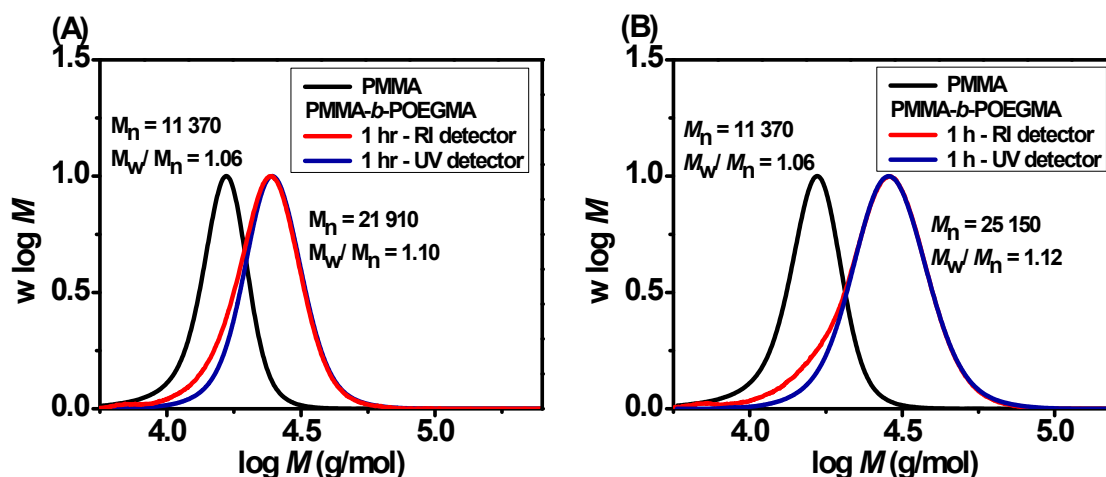 (A)
1.5
1.0
0.5
0.0
w log M
4.0 4.5 5.0
log M (g/mol)
PMMA
PMMA-b-POEGMA
1 hr - RI detector
1 hr - UV detector
Mn = 11 370
Mw/ Mn = 1.06
Mn = 21 910
Mw/ Mn = 1.10
(B)
1.5
1.0
0.5
0.0
w log M
4.0 4.5 5.0
log M (g/mol)
PMMA
PMMA-b-POEGMA
1 h - RI detector
1 h - UV detector
Mn = 11 370
Mw/ Mn = 1.06
Mn = 25 150
Mw/ Mn = 1.12